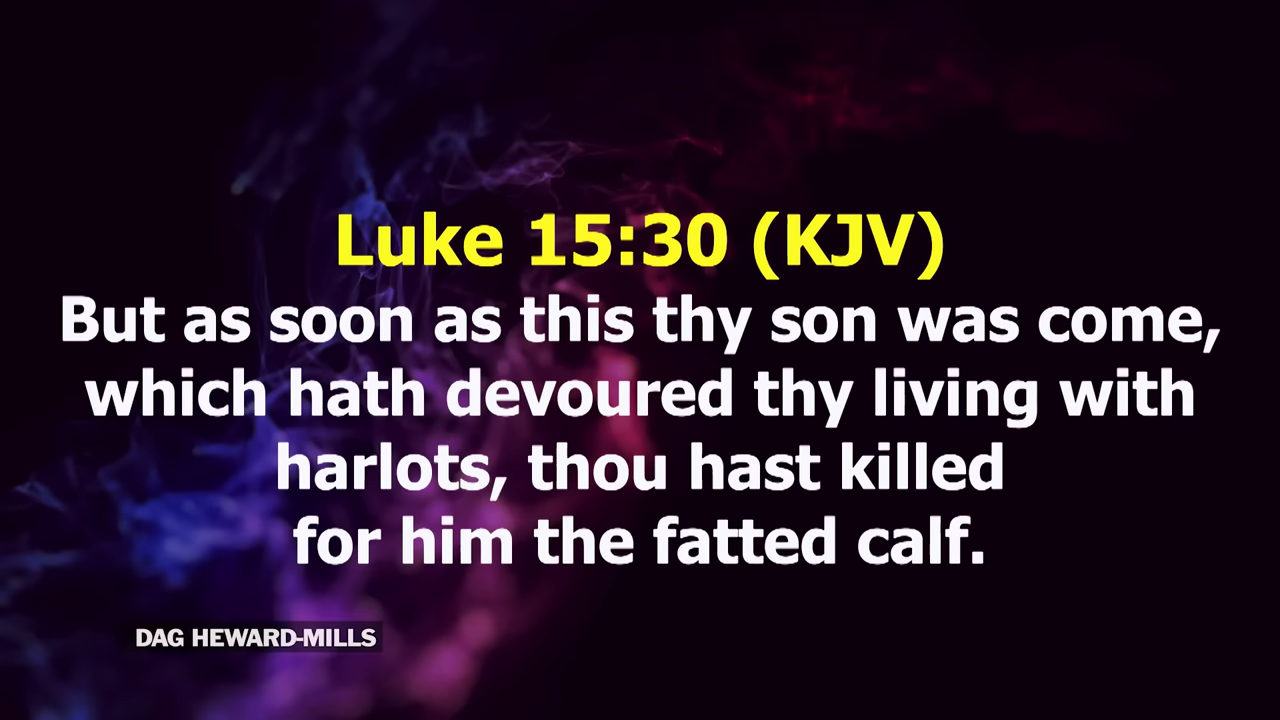 Luke 15:30 (KJV)
But as soon as this thy son was come,
which hath devoured thy living with
harlots, thou hast killed
for him the fatted calf.
DAG HEWARD-MILLS